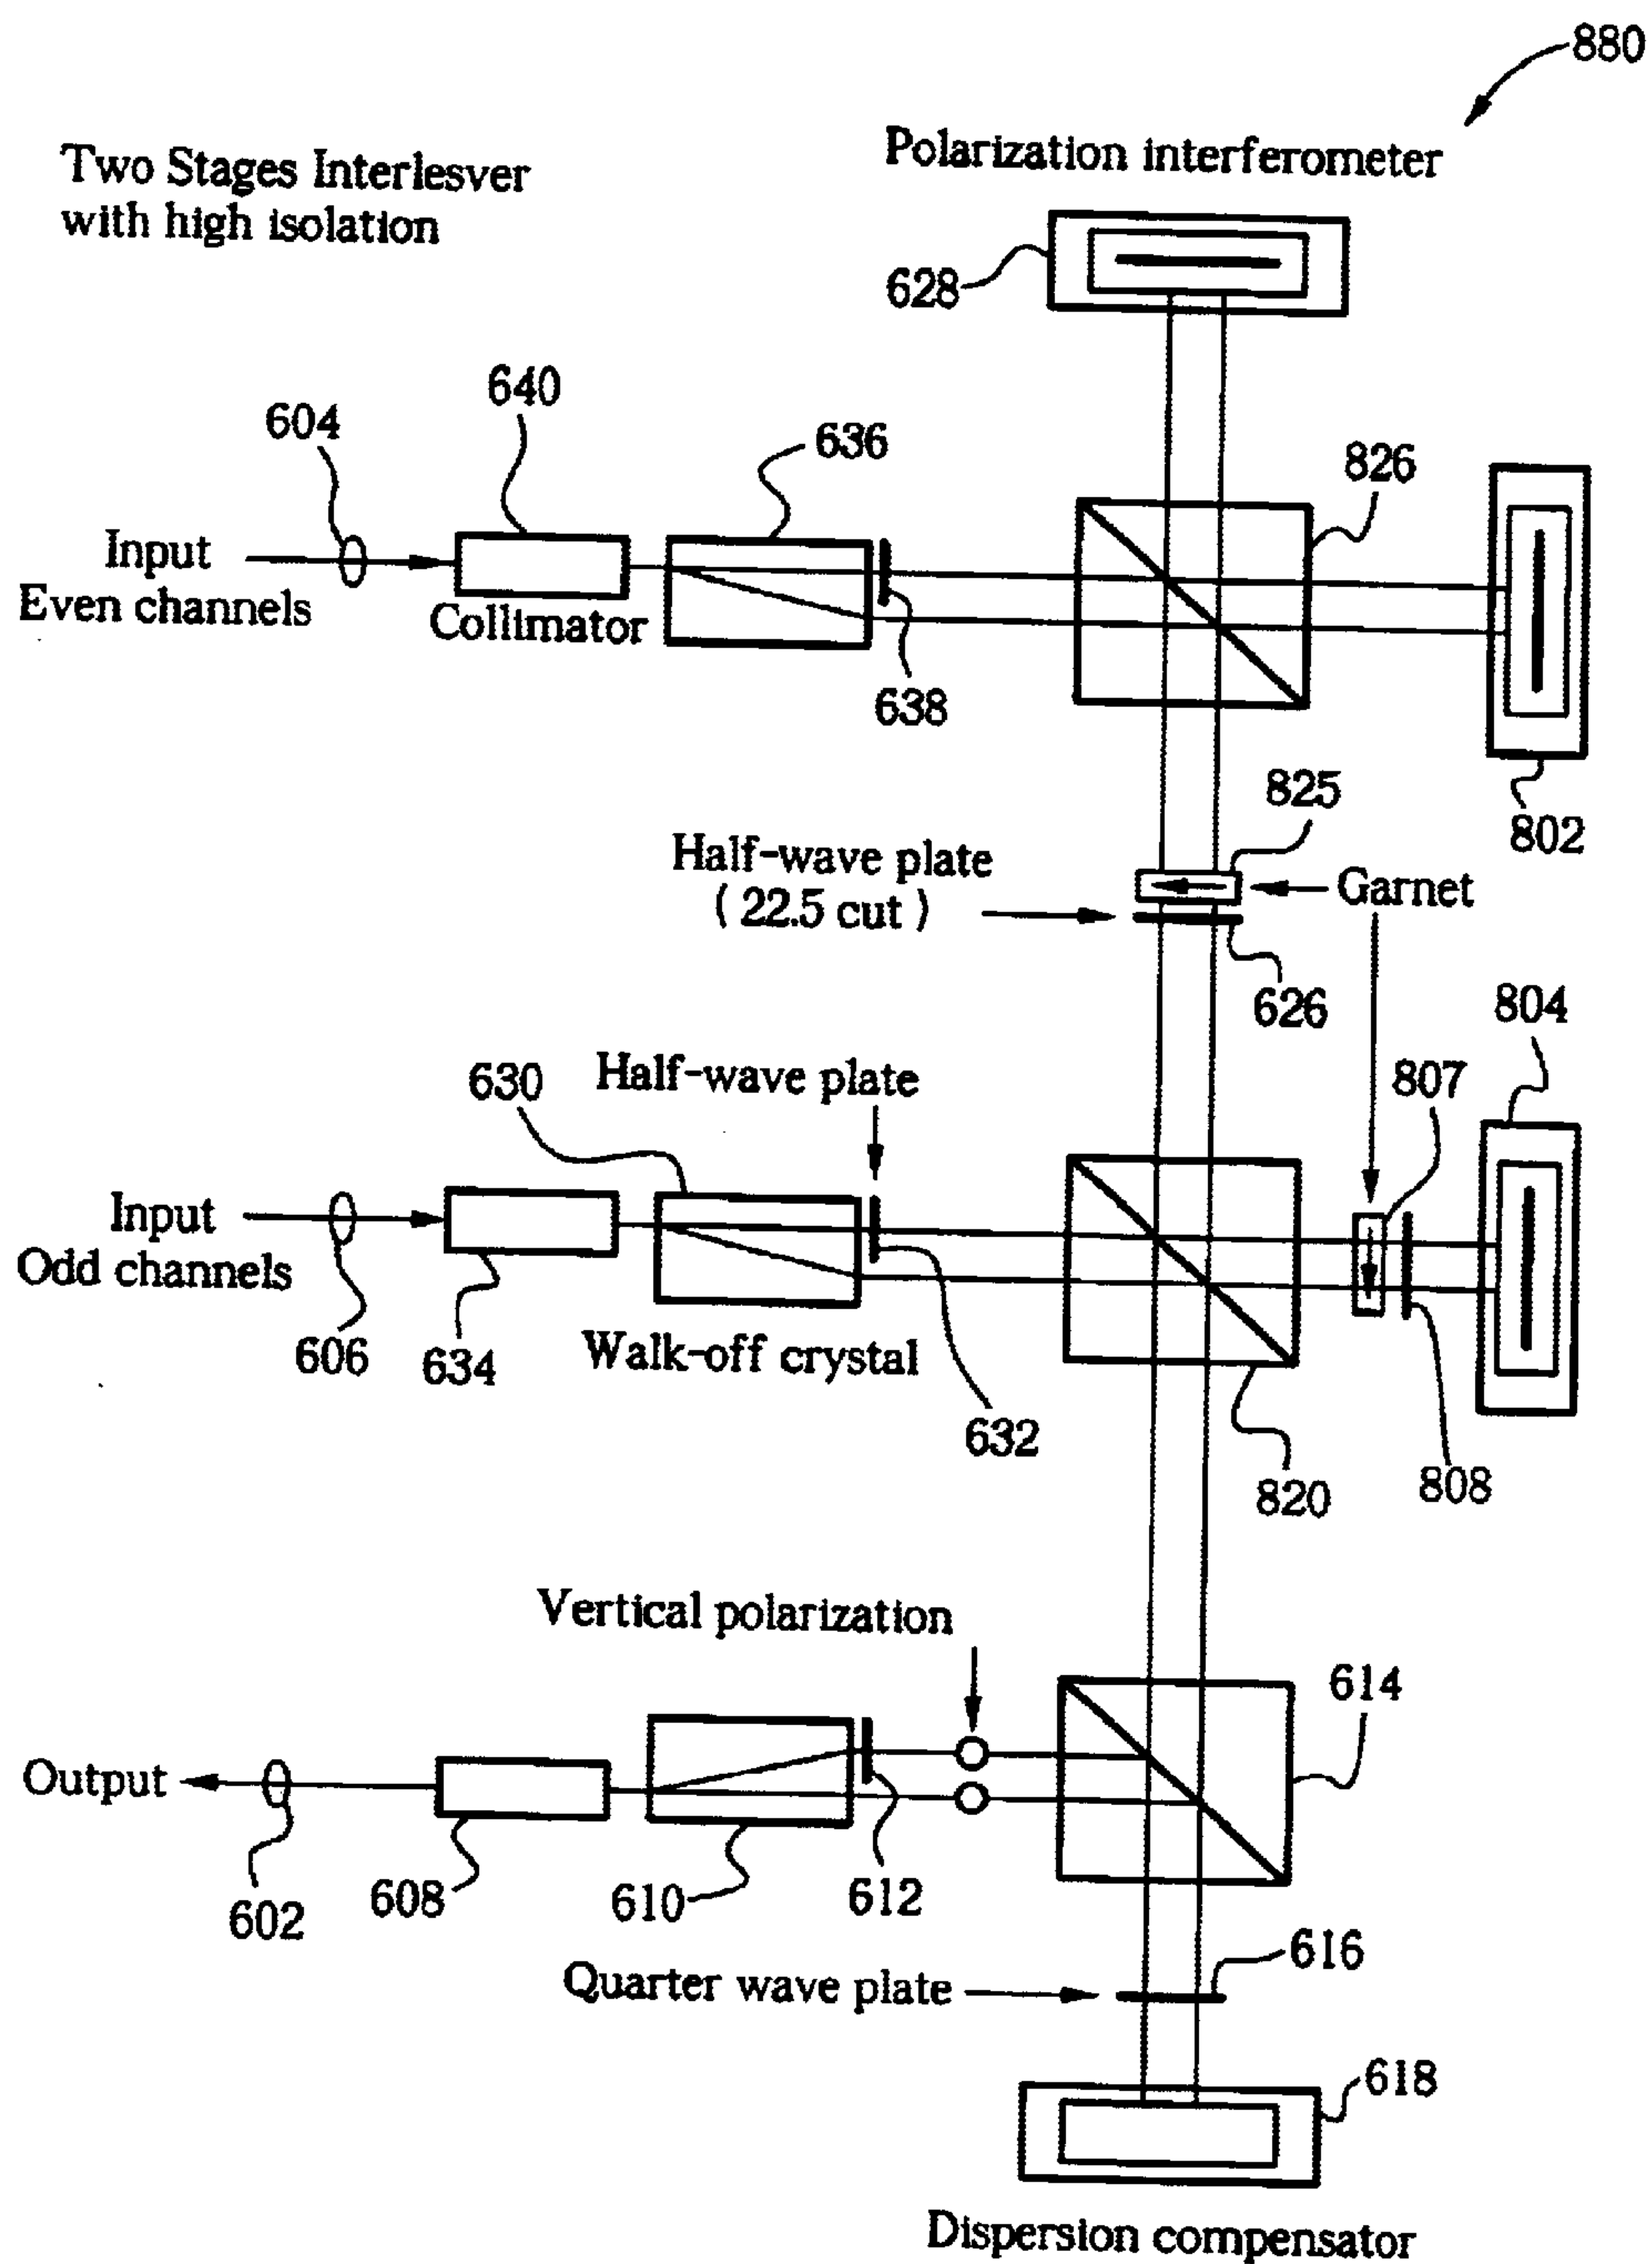 880
Two Stages Interlesver
with high isolation
Polarization interferometer
628
640
604
636
826
Input
Even channels
Collimator
638
802
825
Half-wave plate
( 22.5 cut )
Garnet
626
804
630
Half-wave plate
807
Input
Odd channels
606
634
Walk-off crystal
632
820
808
Vertical polarization
614
Output
602
608
610
612
616
Quarter wave plate
618
Dispersion compensator